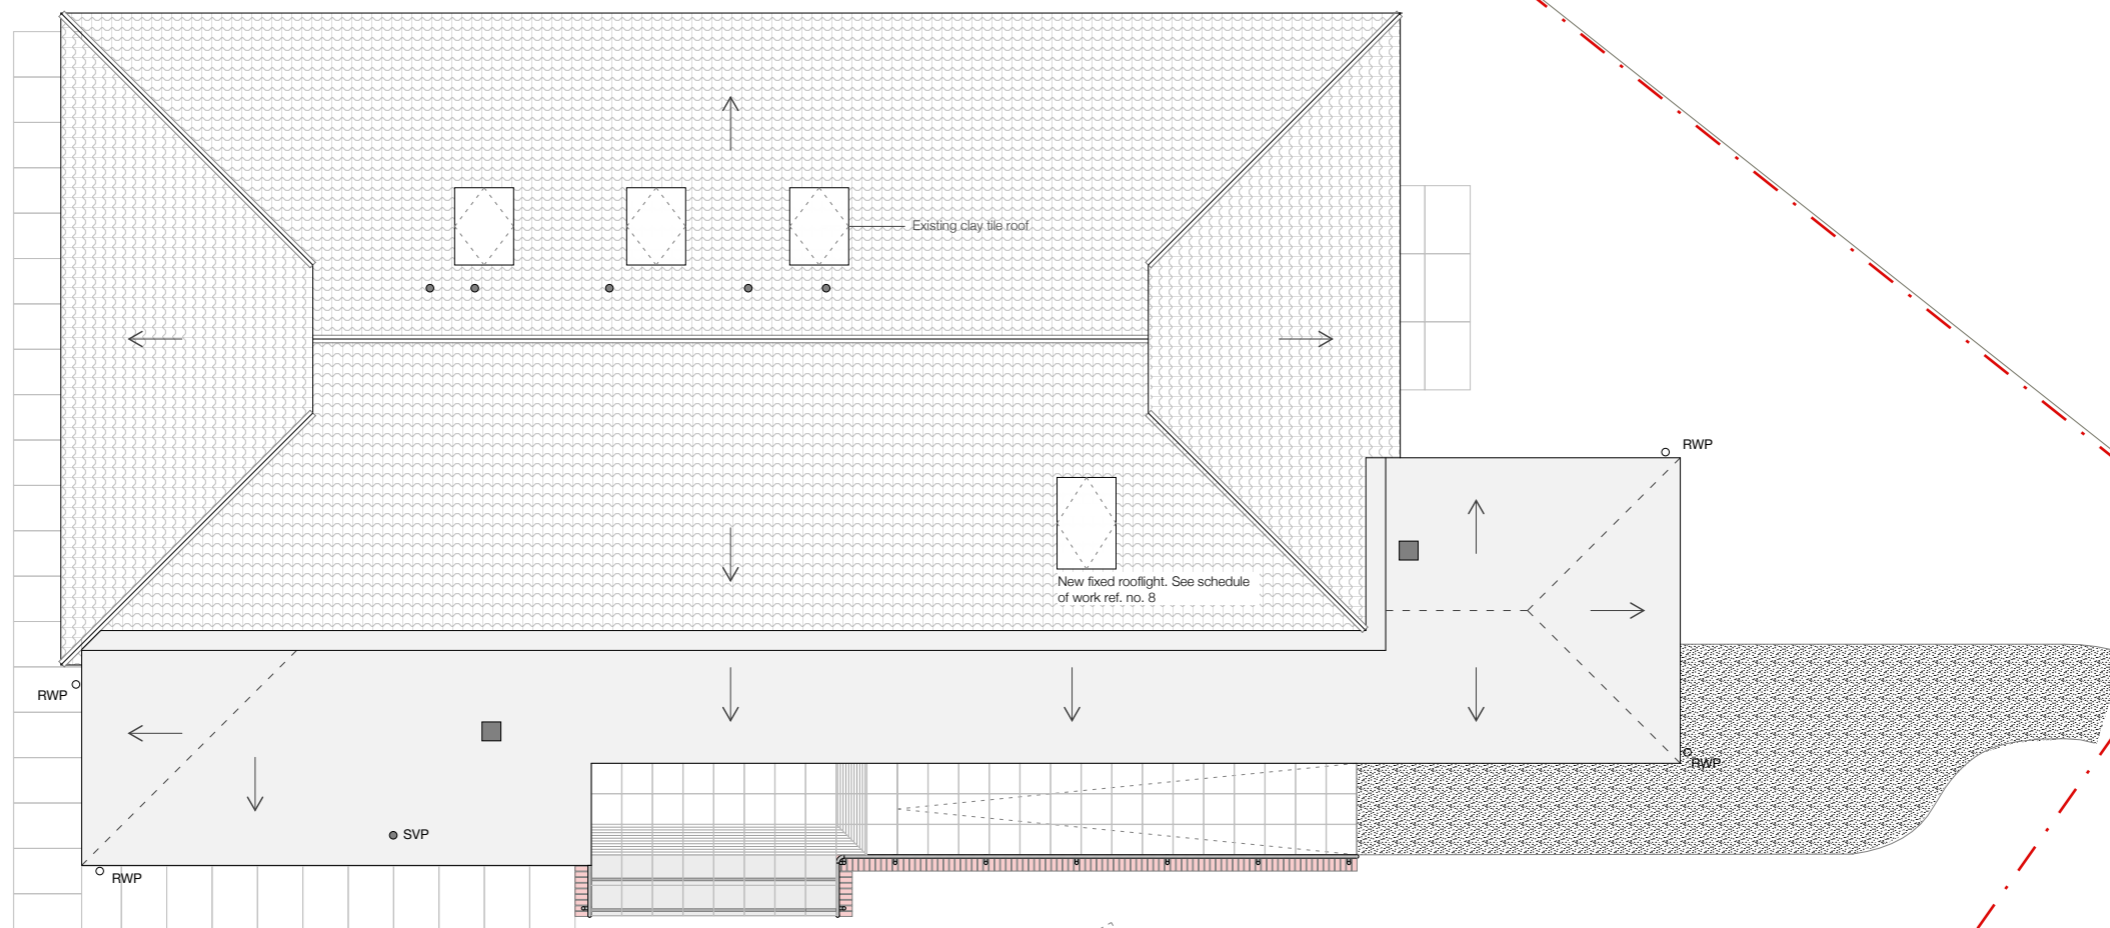 Existing clay tile roof
RWP
New fixed rooflight. See schedule
of work ref. no. 8
RWP
RWP
SVP
RWP